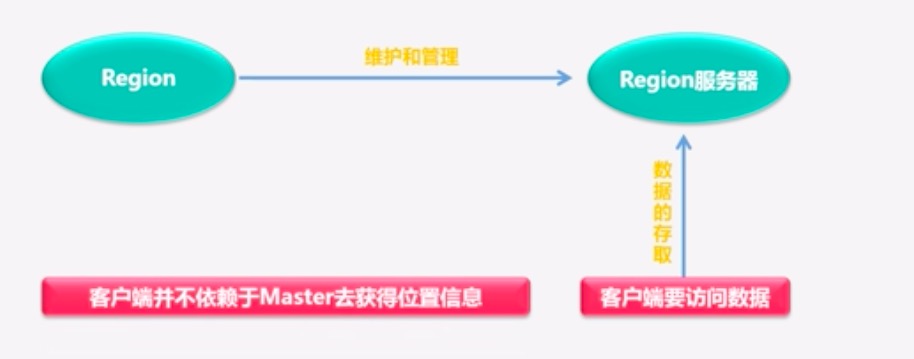 维护和管理
Region
Region服务器
数据的存取
客户端并不依赖于Master去获得位置信息
客户端要访问数据